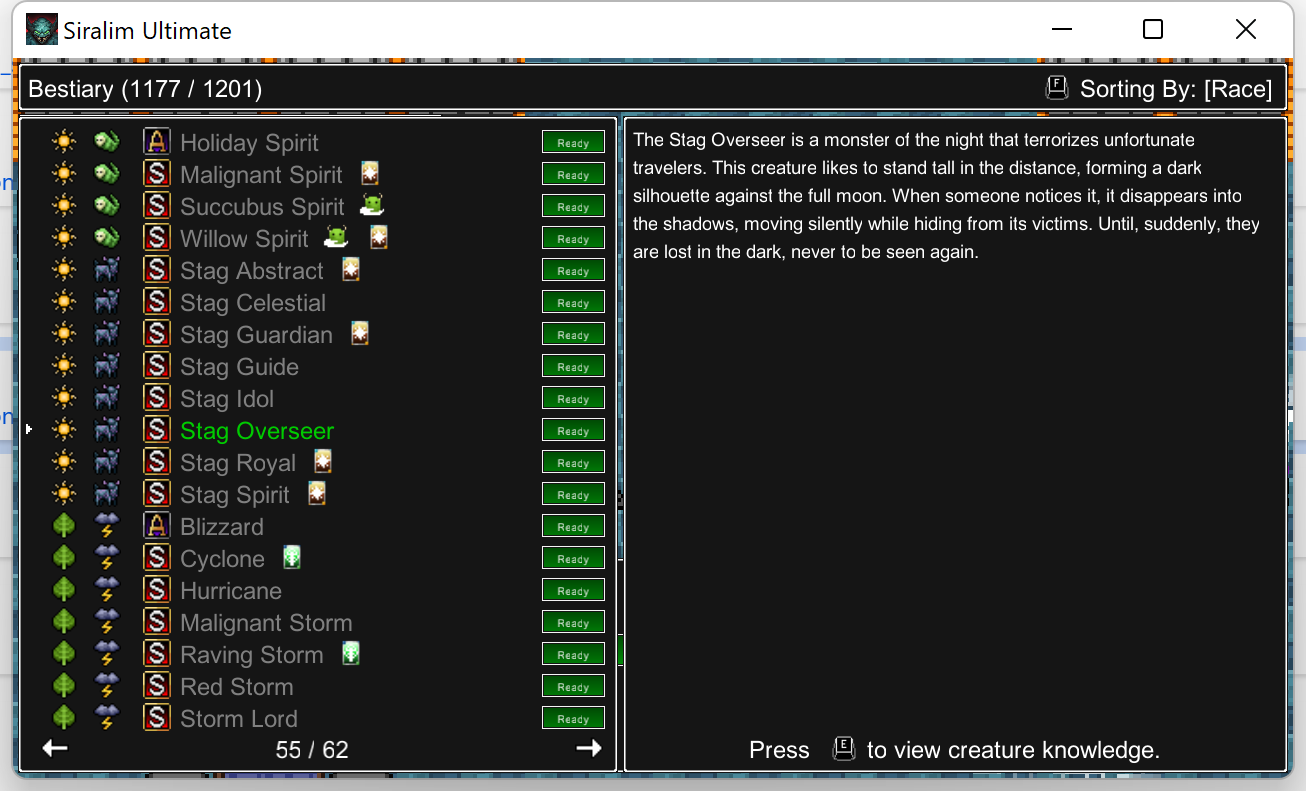 Siralim Ultimate
Bestiary (1177 / 1201)
F Sorting By: [Race]
A Holiday Spirit Ready
S Malignant Spirit Ready
S Succubus Spirit Ready
S Willow Spirit Ready
S Stag Abstract Ready
S Stag Celestial Ready
S Stag Guardian Ready
S Stag Guide Ready
S Stag Idol Ready
S Stag Overseer Ready
S Stag Royal Ready
S Stag Spirit Ready
A Blizzard Ready
S Cyclone Ready
S Hurricane Ready
S Malignant Storm Ready
S Raving Storm Ready
S Red Storm Ready
S Storm Lord Ready
55 / 62
The Stag Overseer is a monster of the night that terrorizes unfortunate
travelers. This creature likes to stand tall in the distance, forming a dark
silhouette against the full moon. When someone notices it, it disappears into
the shadows, moving silently while hiding from its victims. Until, suddenly, they
are lost in the dark, never to be seen again.
Press E to view creature knowledge.